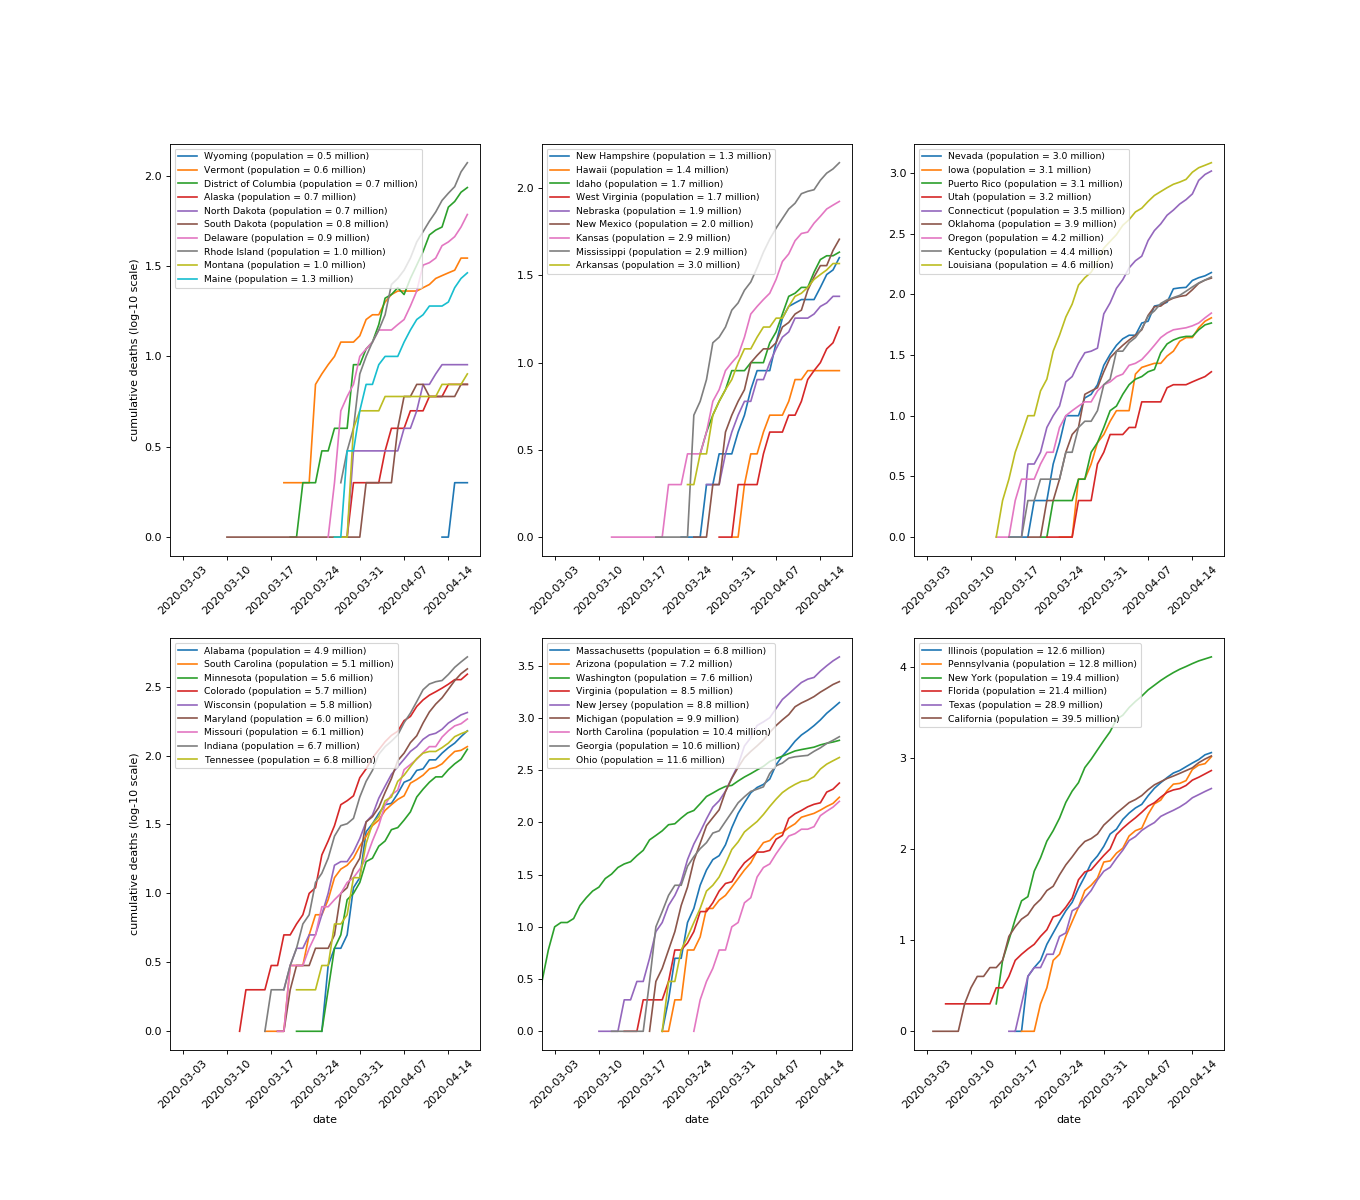 cumulative deaths (log-10 scale)
2.0
1.5
1.0
0.5
0.0
Wyoming (population = 0.5 million)
Vermont (population = 0.6 million)
District of Columbia (population = 0.7 million)
Alaska (population = 0.7 million)
North Dakota (population = 0.7 million)
South Dakota (population = 0.8 million)
Delaware (population = 0.9 million)
Rhode Island (population = 1.0 million)
Montana (population = 1.0 million)
Maine (population = 1.3 million)
2020-03-03
2020-03-10
2020-03-17
2020-03-24
2020-03-31
2020-04-07
2020-04-14
2.0
1.5
1.0
0.5
0.0
New Hampshire (population = 1.3 million)
Hawaii (population = 1.4 million)
Idaho (population = 1.7 million)
West Virginia (population = 1.7 million)
Nebraska (population = 1.9 million)
New Mexico (population = 2.0 million)
Kansas (population = 2.9 million)
Mississippi (population = 2.9 million)
Arkansas (population = 3.0 million)
2020-03-03
2020-03-10
2020-03-17
2020-03-24
2020-03-31
2020-04-07
2020-04-14
3.0
2.5
2.0
1.5
1.0
0.5
0.0
Nevada (population = 3.0 million)
Iowa (population = 3.1 million)
Puerto Rico (population = 3.1 million)
Utah (population = 3.2 million)
Connecticut (population = 3.5 million)
Oklahoma (population = 3.9 million)
Oregon (population = 4.2 million)
Kentucky (population = 4.4 million)
Louisiana (population = 4.6 million)
2020-03-03
2020-03-10
2020-03-17
2020-03-24
2020-03-31
2020-04-07
2020-04-14
cumulative deaths (log-10 scale)
2.5
2.0
1.5
1.0
0.5
0.0
Alabama (population = 4.9 million)
South Carolina (population = 5.1 million)
Minnesota (population = 5.6 million)
Colorado (population = 5.7 million)
Wisconsin (population = 5.8 million)
Maryland (population = 6.0 million)
Missouri (population = 6.1 million)
Indiana (population = 6.7 million)
Tennessee (population = 6.8 million)
2020-03-03
2020-03-10
2020-03-17
2020-03-24
2020-03-31
2020-04-07
2020-04-14
date
3.5
3.0
2.5
2.0
1.5
1.0
0.5
0.0
Massachusetts (population = 6.8 million)
Arizona (population = 7.2 million)
Washington (population = 7.6 million)
Virginia (population = 8.5 million)
New Jersey (population = 8.8 million)
Michigan (population = 9.9 million)
North Carolina (population = 10.4 million)
Georgia (population = 10.6 million)
Ohio (population = 11.6 million)
2020-03-03
2020-03-10
2020-03-17
2020-03-24
2020-03-31
2020-04-07
2020-04-14
date
4
3
2
1
0
Illinois (population = 12.6 million)
Pennsylvania (population = 12.8 million)
New York (population = 19.4 million)
Florida (population = 21.4 million)
Texas (population = 28.9 million)
California (population = 39.5 million)
2020-03-03
2020-03-10
2020-03-17
2020-03-24
2020-03-31
2020-04-07
2020-04-14
date